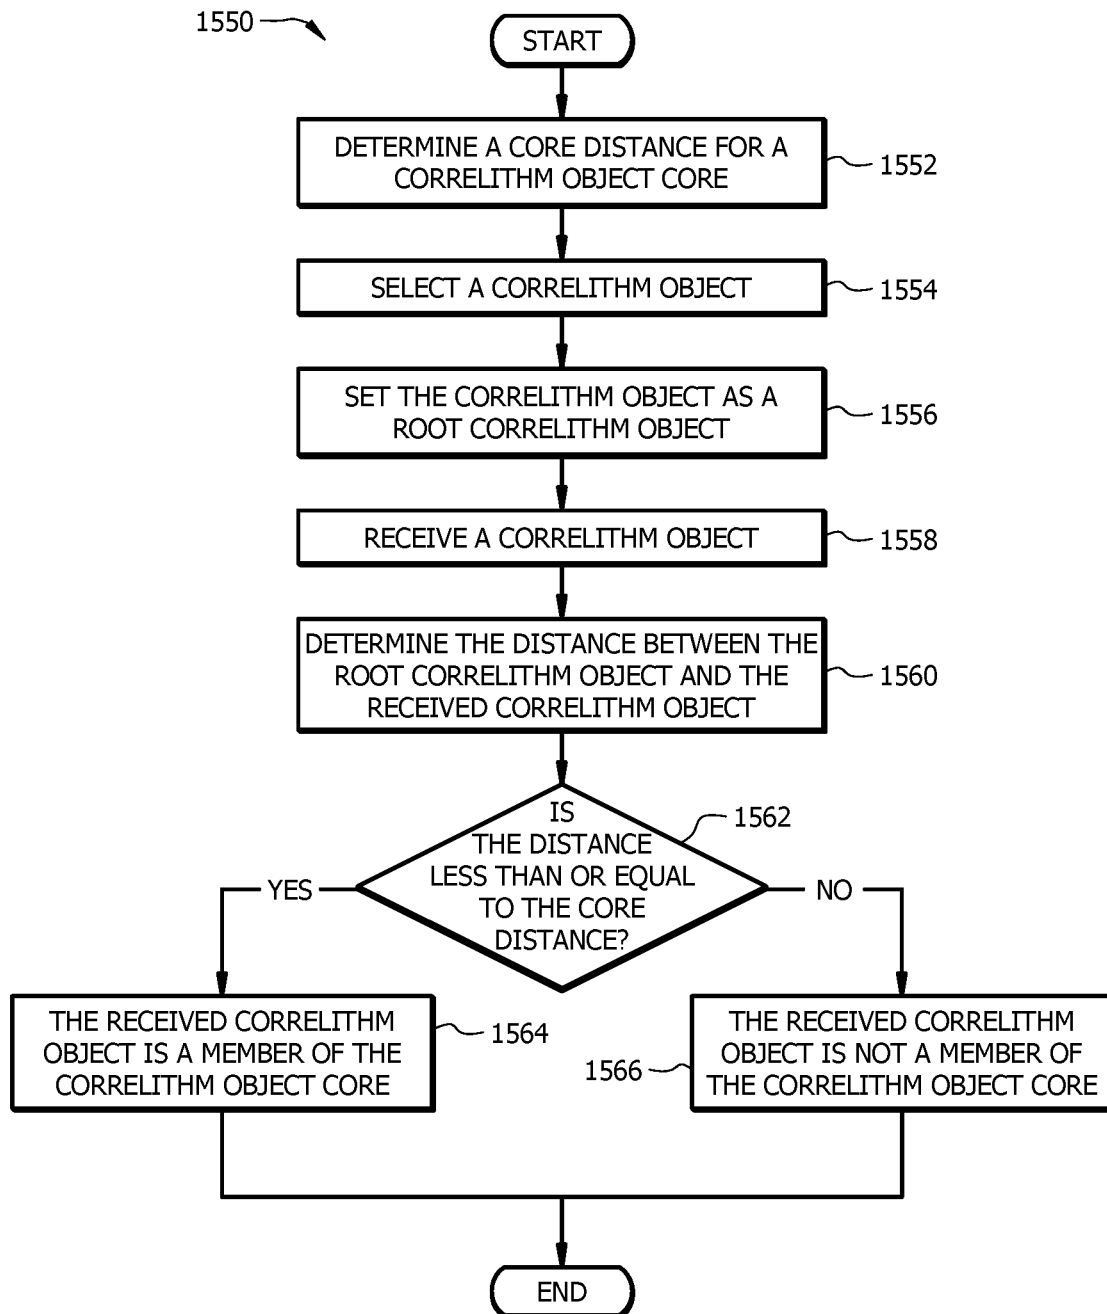 1550
START
DETERMINE A CORE DISTANCE FOR A
CORRELITHM OBJECT CORE
1552
SELECT A CORRELITHM OBJECT
1554
SET THE CORRELITHM OBJECT AS A
ROOT CORRELITHM OBJECT
1556
RECEIVE A CORRELITHM OBJECT
1558
DETERMINE THE DISTANCE BETWEEN THE
ROOT CORRELITHM OBJECT AND THE
RECEIVED CORRELITHM OBJECT
1560
IS
THE DISTANCE
LESS THAN OR EQUAL
TO THE CORE
DISTANCE?
1562
YES
NO
THE RECEIVED CORRELITHM
OBJECT IS A MEMBER OF THE
CORRELITHM OBJECT CORE
1564
1566
THE RECEIVED CORRELITHM
OBJECT IS NOT A MEMBER OF
THE CORRELITHM OBJECT CORE
END